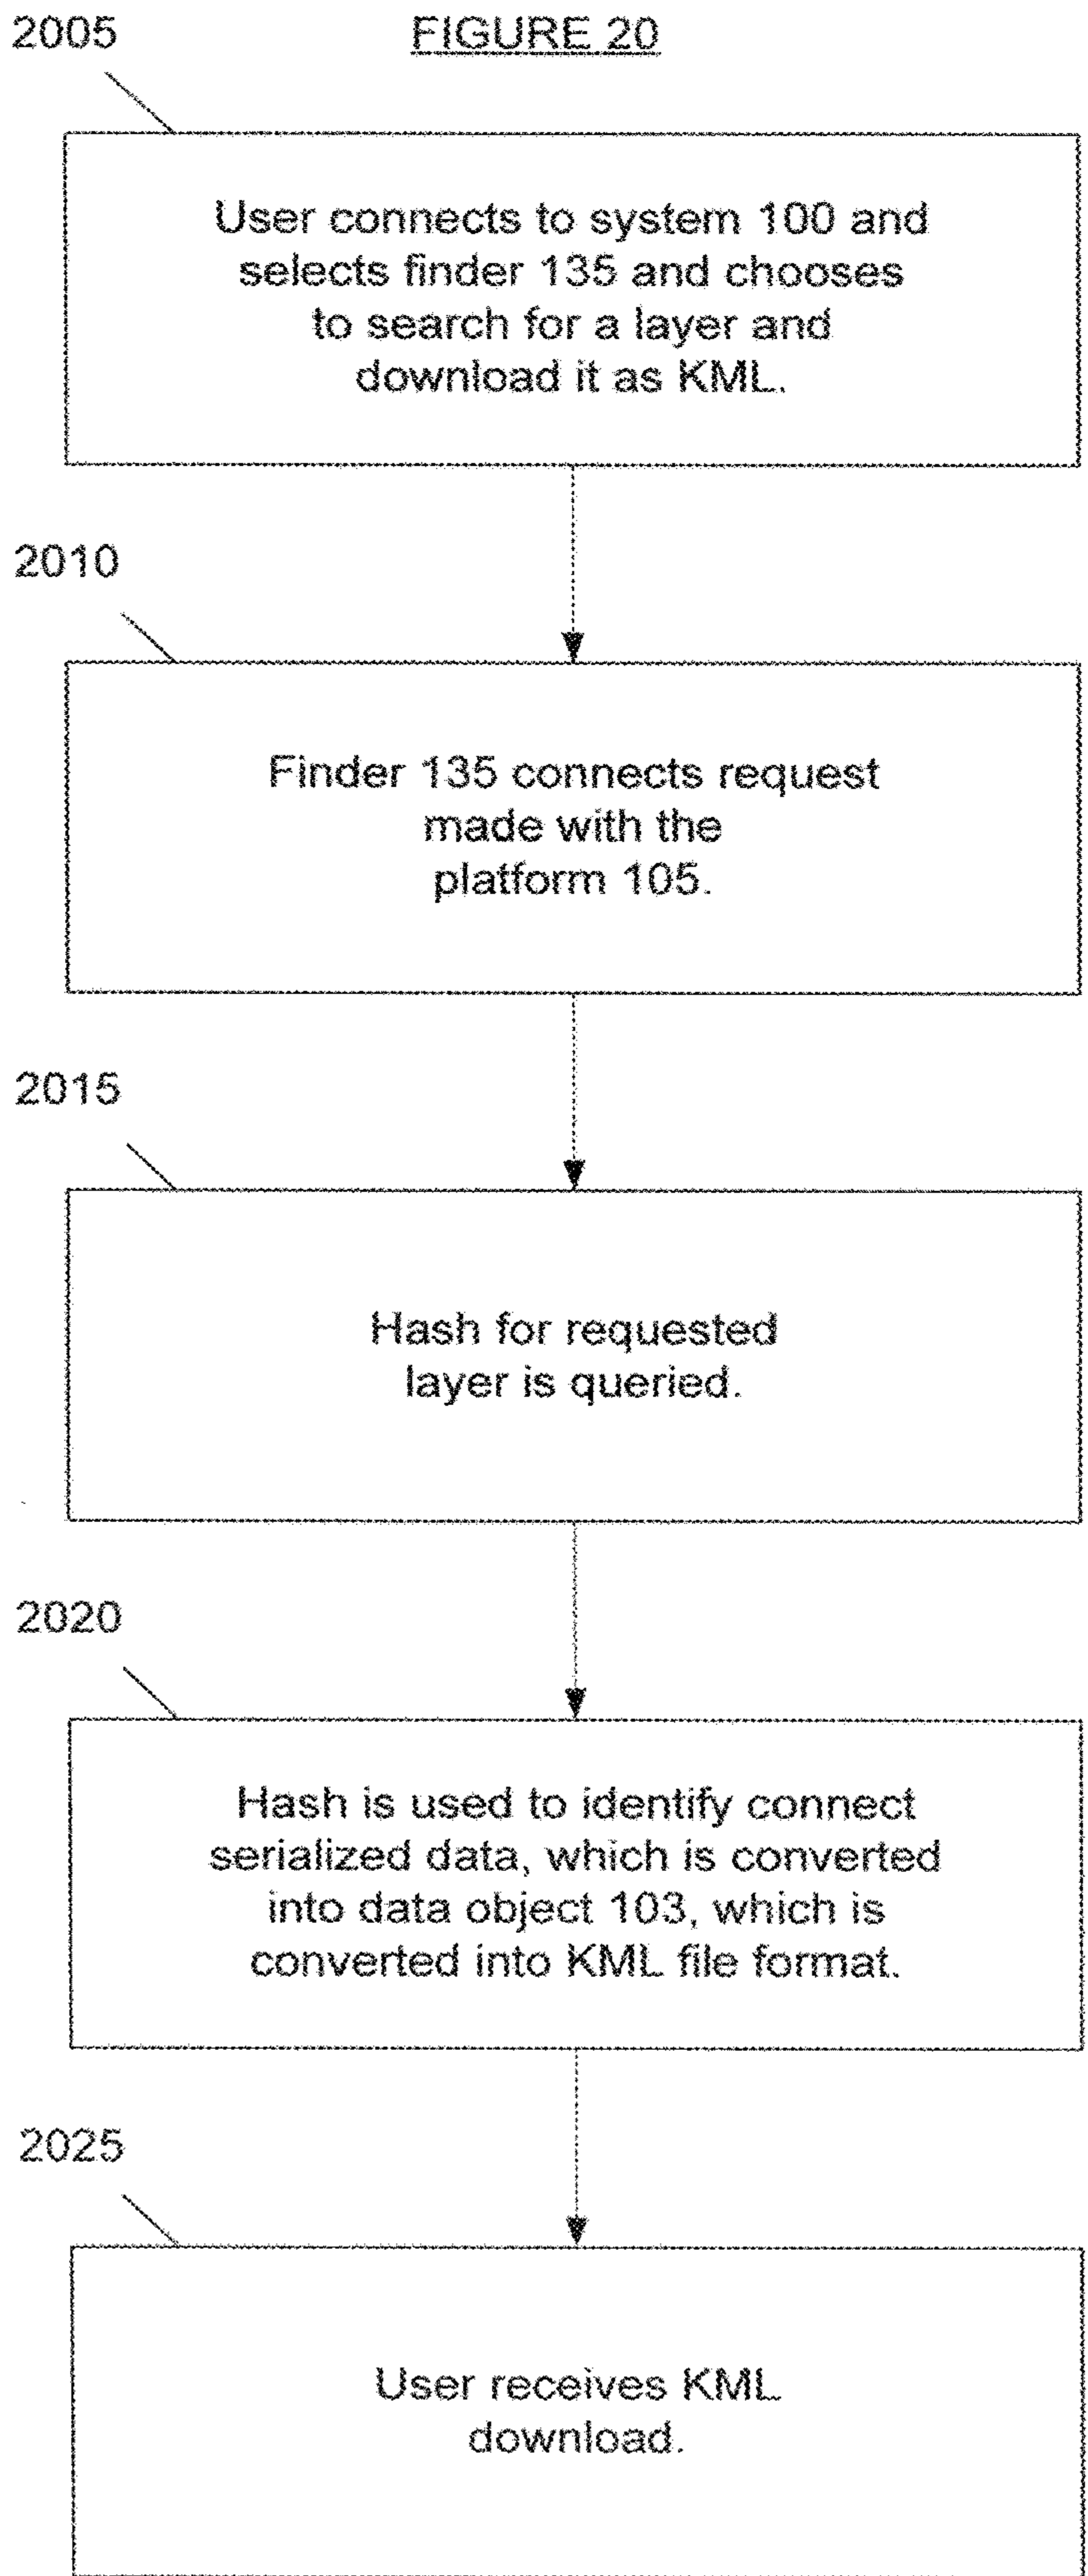 2005
FIGURE 20
User connects to system 100 and
selects finder 135 and chooses
to search for a layer and
download it as KML.
2010
Finder 135 connects request
made with the
platform 105.
2015
Hash for requested
layer is queried.
2020
Hash is used to identify connect
serialized data, which is converted
into data object 103, which is
converted into KML file format.
2025
User receives KML
download.